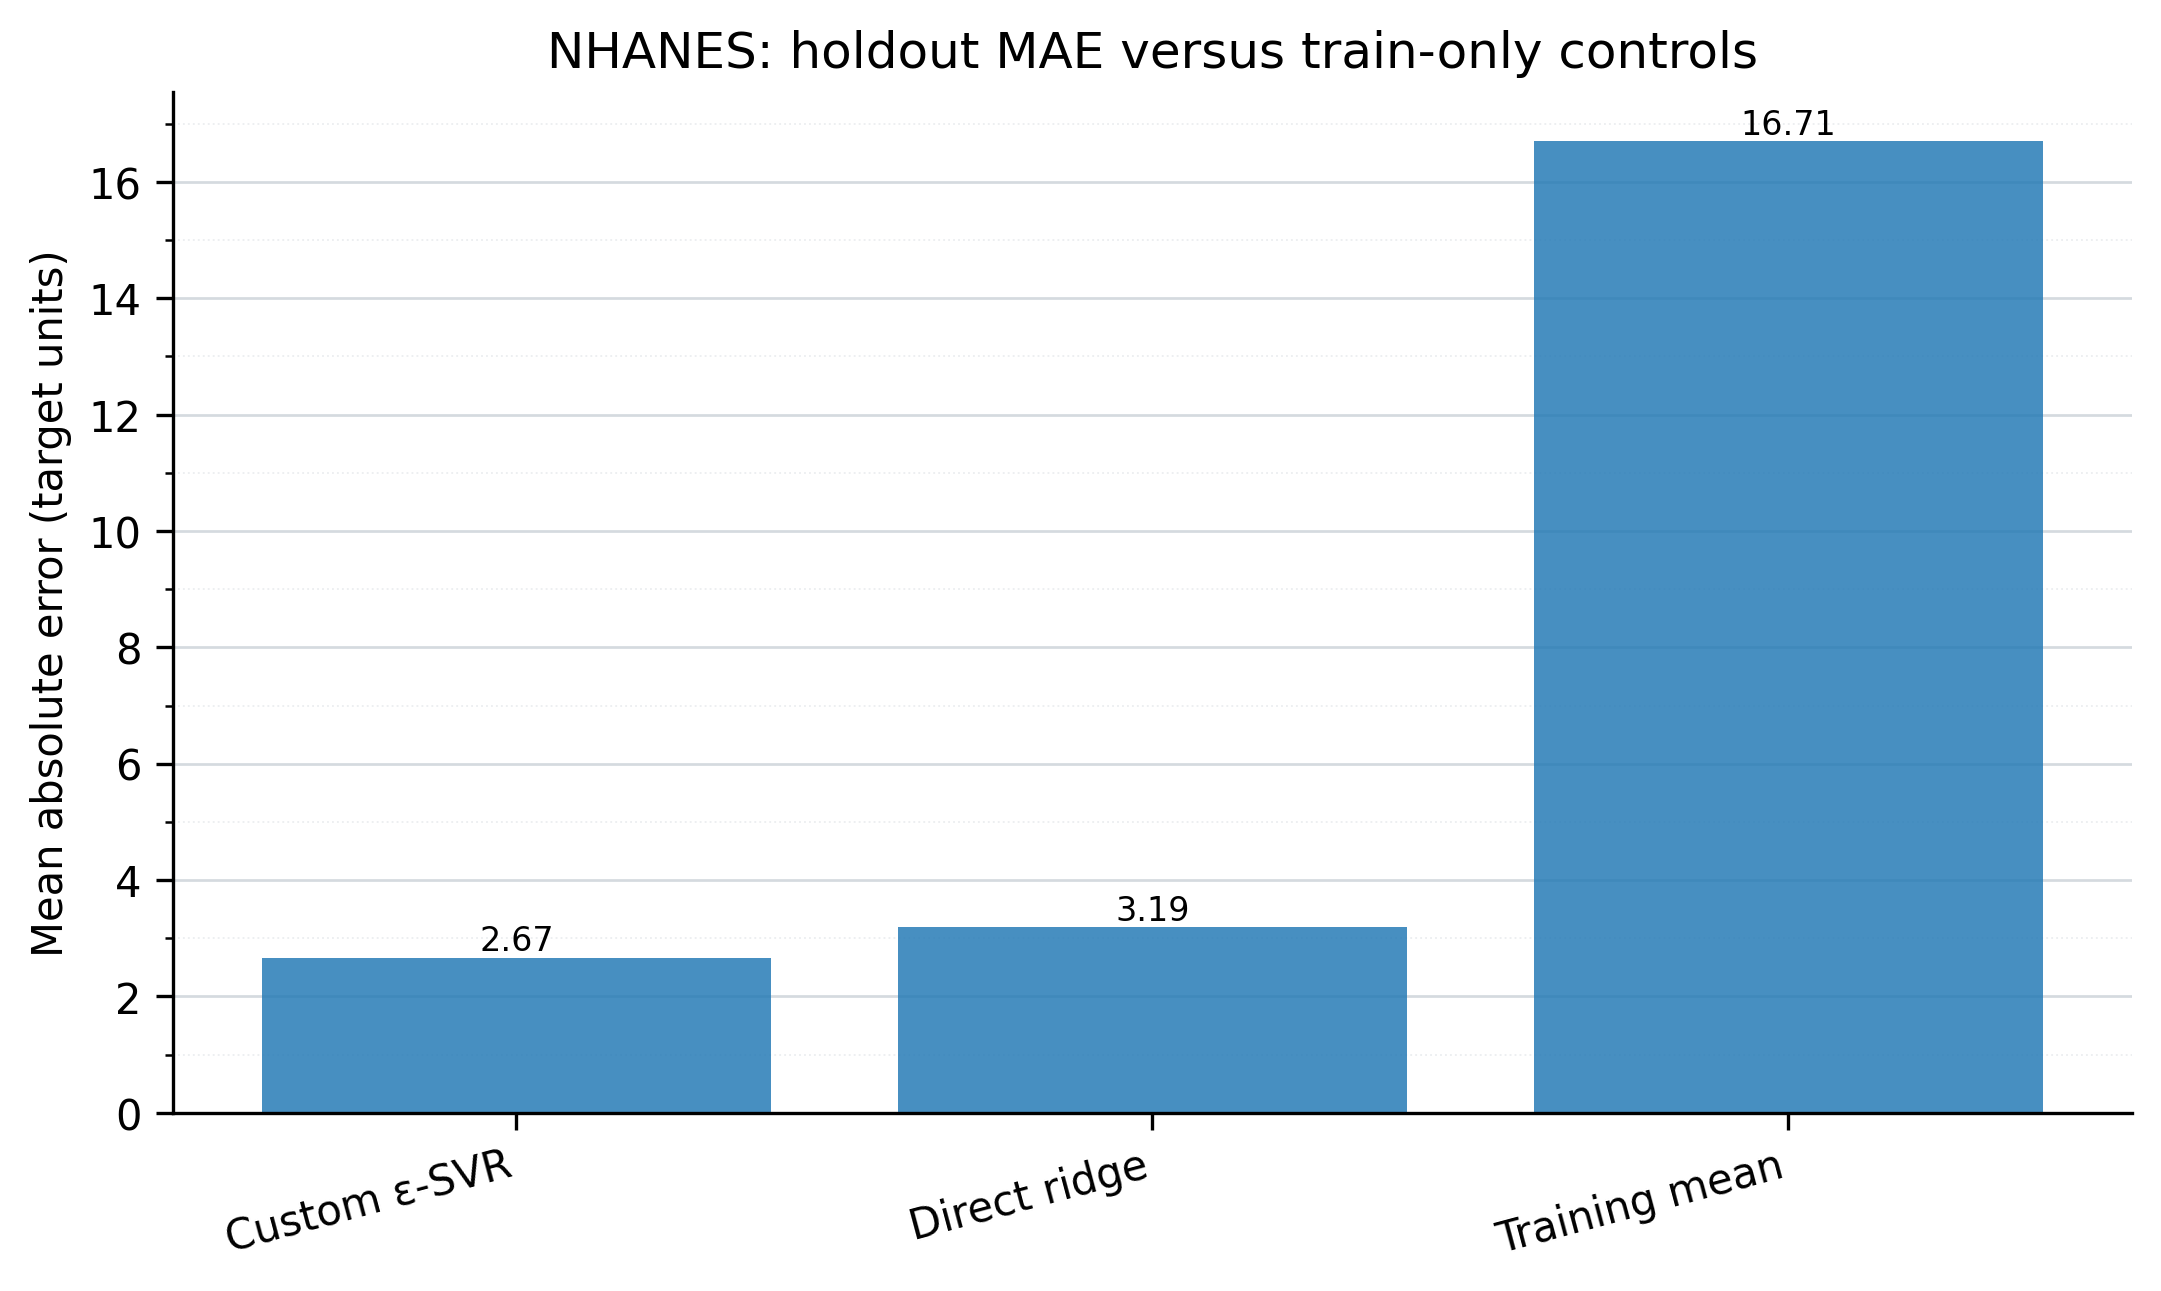 NHANES: holdout MAE versus train-only controls
Mean absolute error (target units)
16
14
12
10
8
6
4
2
0
2.67
3.19
16.71
Custom ε-SVR
Direct ridge
Training mean